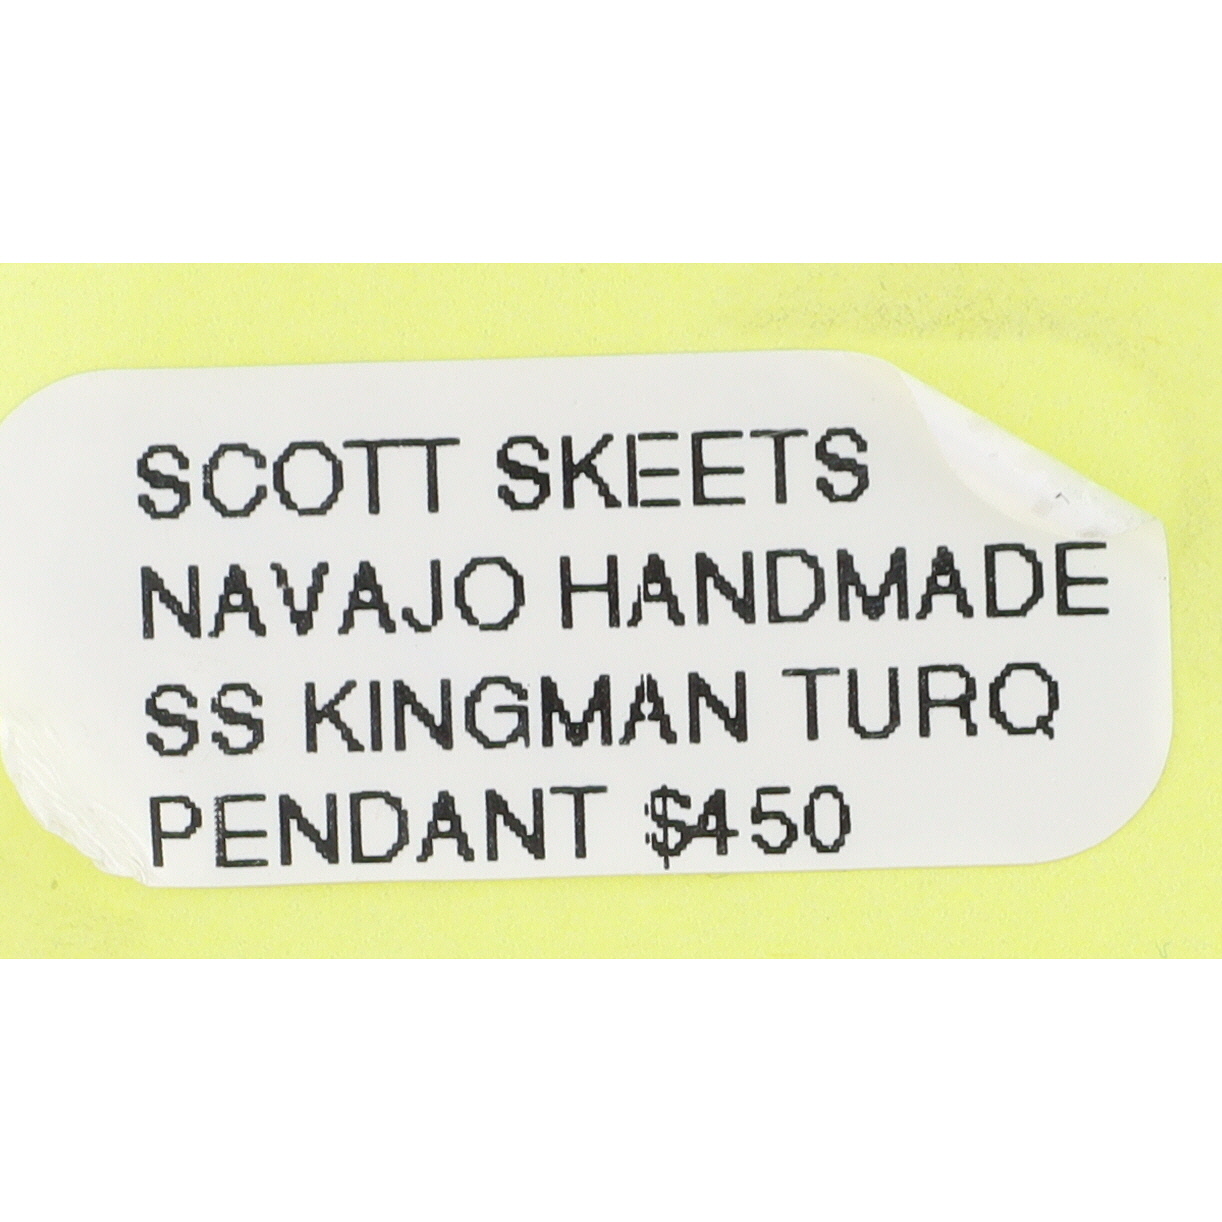 SCOTT SKEETS
NAVAJO HANDMADE
SS KINGMAN TURQ
PENDANT $450